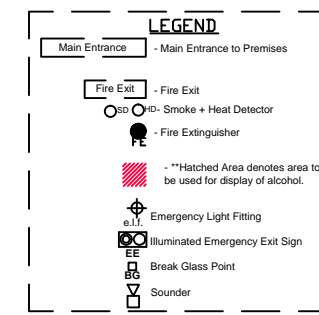 LEGEND
Main Entrance - Main Entrance to Premises
Fire Exit - Fire Exit
SD HD- Smoke + Heat Detector
FE - Fire Extinguisher
- **Hatched Area denotes area to
be used for display of alcohol.
e.l.f. Emergency Light Fitting
EE Illuminated Emergency Exit Sign
BG Break Glass Point
Sounder